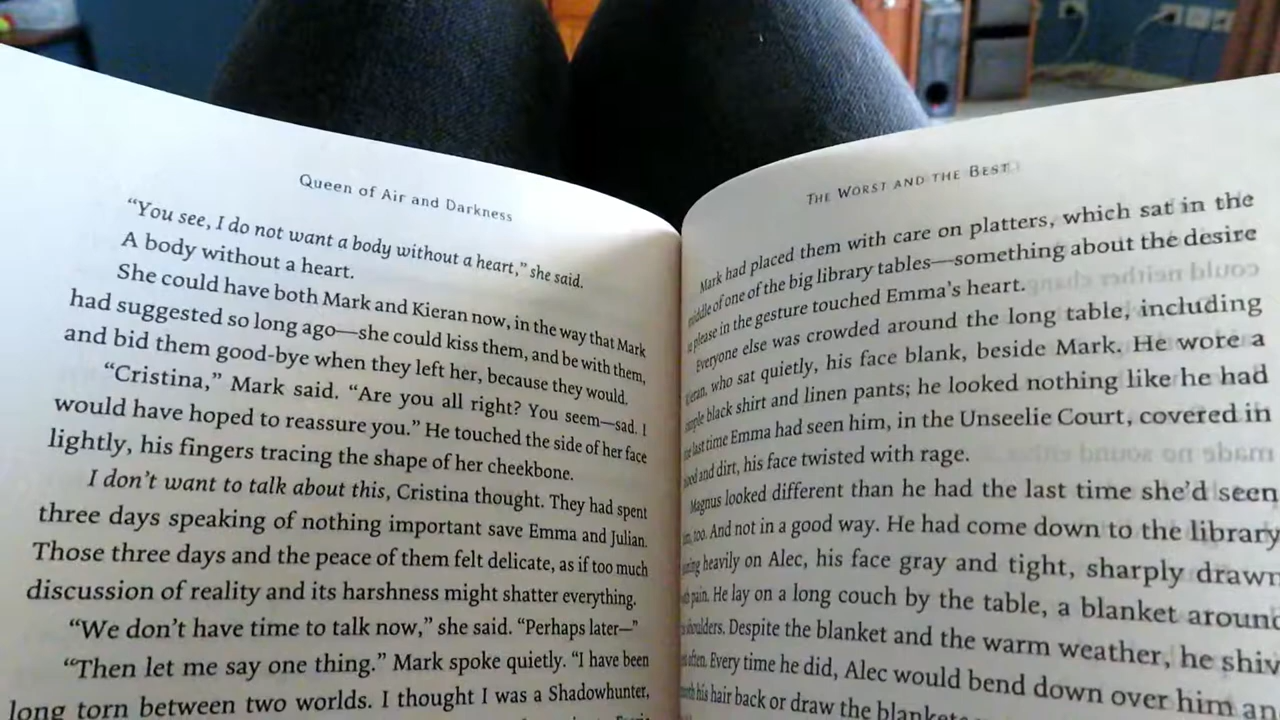 Queen of Air and Darkness
“You see, I do not want a body without a heart,” she said.
A body without a heart.
She could have both Mark and Kieran now, in the way that Mark
had suggested so long ago—she could kiss them, and be with them,
and bid them good-bye when they left her, because they would.
“Cristina,” Mark said. “Are you all right? You seem—sad. I
would have hoped to reassure you.” He touched the side of her face
lightly, his fingers tracing the shape of her cheekbone.
I don’t want to talk about this, Cristina thought. They had spent
three days speaking of nothing important save Emma and Julian.
Those three days and the peace of them felt delicate, as if too much
discussion of reality and its harshness might shatter everything.
“We don’t have time to talk now,” she said. “Perhaps later—”
“Then let me say one thing.” Mark spoke quietly. “I have been
long torn between two worlds. I thought I was a Shadowhunter,
The Worst and the Best
Mark had placed them with care on platters, which sat in the
middle of one of the big library tables—something about the desire
to please in the gesture touched Emma’s heart.
Everyone else was crowded around the long table, including
Kieran, who sat quietly, his face blank, beside Mark. He wore a
black shirt and linen pants; he looked nothing like he had
the last time Emma had seen him, in the Unseelie Court, covered in
blood and dirt, his face twisted with rage.
Magnus looked different than he had the last time she’d seen
too. And not in a good way. He had come down to the library
heavily on Alec, his face gray and tight, sharply drawn
pain. He lay on a long couch by the table, a blanket around
shoulders. Despite the blanket and the warm weather, he shiv
often. Every time he did, Alec would bend down over him an
his hair back or draw the blankets